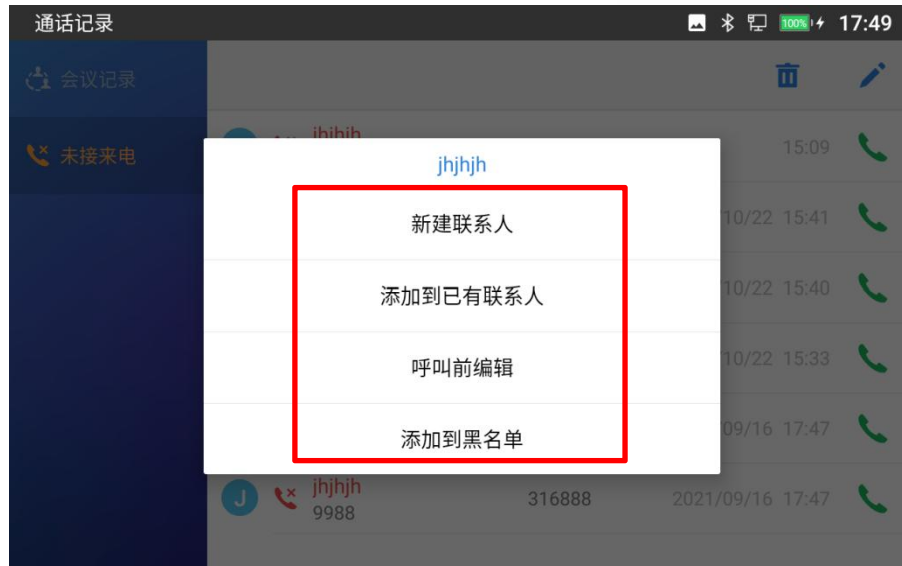 通话记录
100%
17:49
会议记录
未接来电
jhjhjh
15:09
jhjhjh
新建联系人
10/22 15:41
添加到已有联系人
10/22 15:40
呼叫前编辑
10/22 15:33
添加到黑名单
09/16 17:47
J
jhjhjh
9988
316888
2021/09/16 17:47